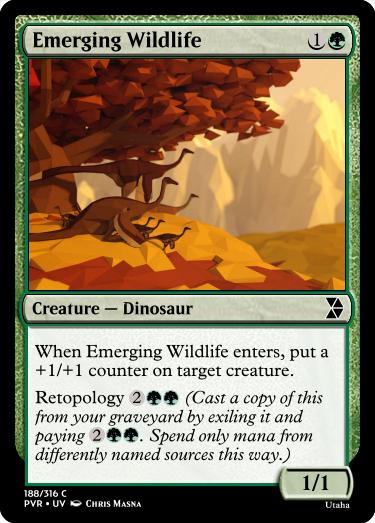 Emerging Wildlife 1
Creature — Dinosaur
When Emerging Wildlife enters, put a
+1/+1 counter on target creature.
Retopology 2 (Cast a copy of this
from your graveyard by exiling it and
paying 2. Spend only mana from
differently named sources this way.)
1/1
188/316 C
PVR • UV Chris Masna
Utaha